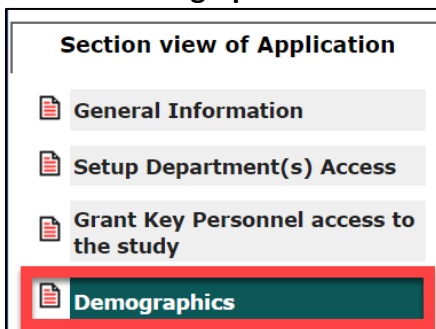 Section view of Application
General Information
Setup Department(s) Access
Grant Key Personnel access to
the study
Demographics